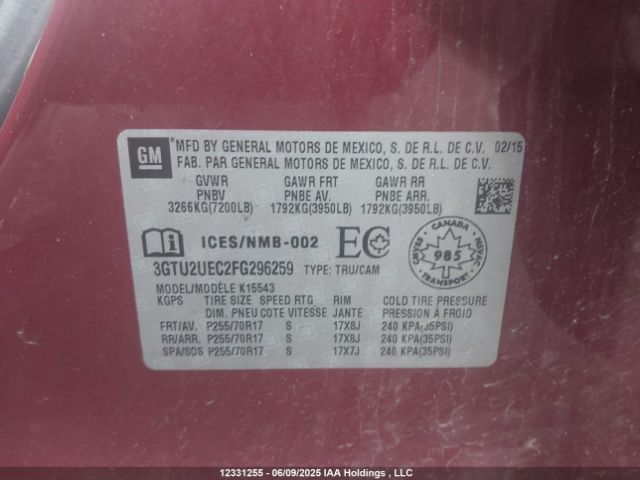 GM
MFD BY GENERAL MOTORS DE MEXICO, S. DE R.L. DE C.V. 02/15
FAB. PAR GENERAL MOTORS DE MEXICO, S. DE R.L. DE C.V.
GVWR GAWR FRT GAWR RR
PNBV PNBE AV. PNBE ARR.
3266KG(7200LB) 1792KG(3950LB) 1792KG(3950LB)
ICES/NMB-002 EC CANADA CMVSS NSVAC 985 TRANSPORT
3GTU2UEC2FG296259 TYPE: TRU/CAM
MODEL/MODÈLE K15543
KGPS TIRE SIZE SPEED RTG RIM COLD TIRE PRESSURE
DIM. PNEU COTE VITESSE JANTE PRESSION A FROID
FRT/AV. P255/70R17 S 17X8J 240 KPA(35PSI)
RR/ARR. P255/70R17 S 17X8J 240 KPA(35PSI)
SPA/SOS P255/70R17 S 17X7J 240 KPA(35PSI)
12331255 - 06/09/2025 IAA Holdings , LLC